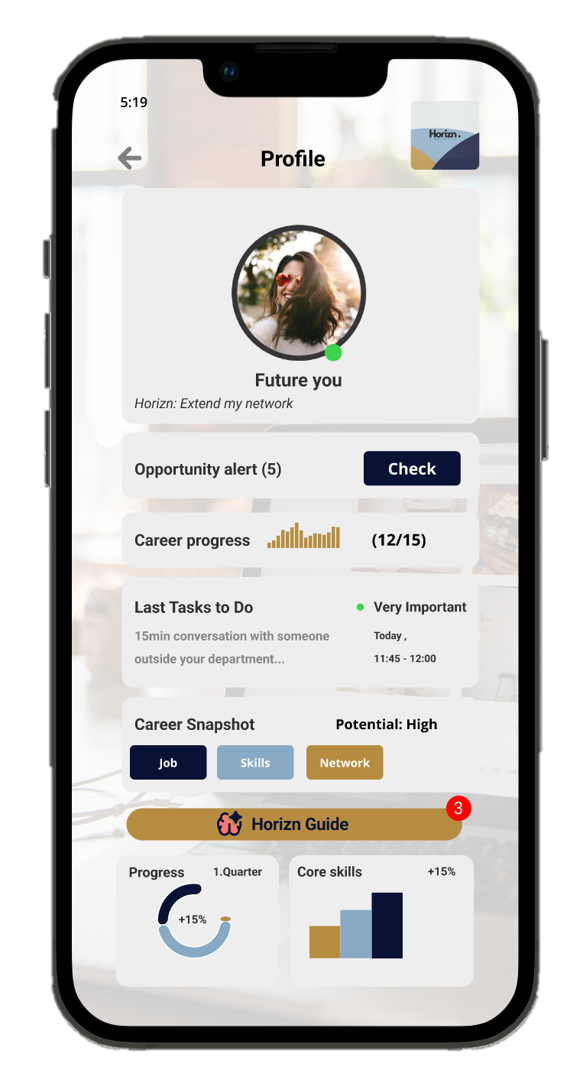 5:19
Horizn.
Profile
Future you
Horizn: Extend my network
Opportunity alert (5)
Check
Career progress
(12/15)
Last Tasks to Do
Very Important
15min conversation with someone
outside your department...
Today ,
11:45 - 12:00
Career Snapshot
Potential: High
Job
Skills
Network
3
Horizn Guide
Progress
1.Quarter
+15%
Core skills
+15%